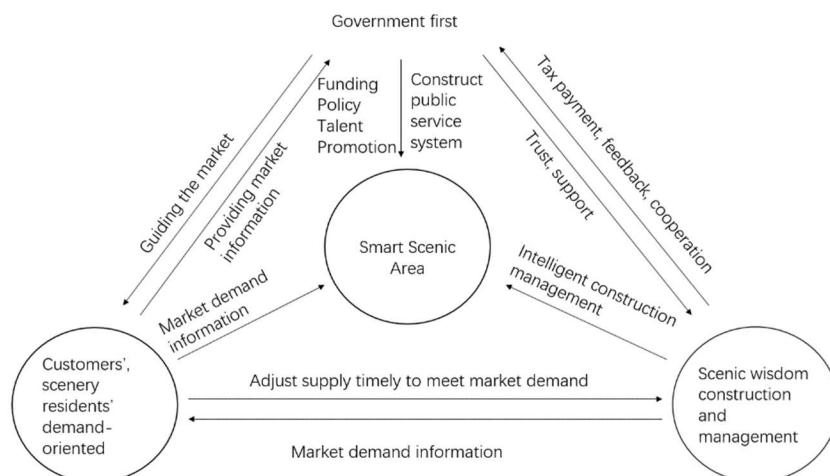 Government first
Funding
Policy
Talent
Promotion
Construct
public
service
system
Guiding the market
Providing market
information
Tax payment, feedback, cooperation
Trust, support
Smart Scenic
Area
Market demand
information
Intelligent construction
management
Customers',
scenery
residents'
demand-
oriented
Adjust supply timely to meet market demand
Market demand information
Scenic wisdom
construction
and
management